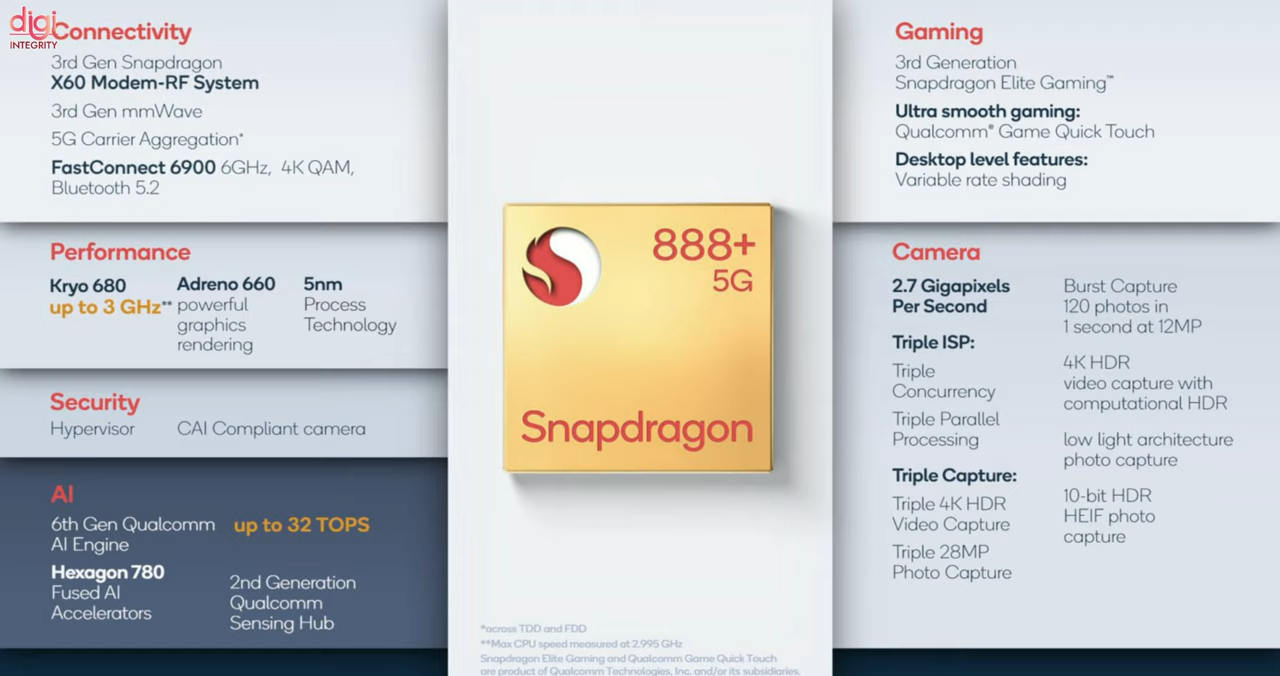 digi
INTEGRITY
Connectivity
3rd Gen Snapdragon
X60 Modem-RF System
3rd Gen mmWave
5G Carrier Aggregation*
FastConnect 6900 6GHz, 4K QAM,
Bluetooth 5.2
Performance
Kryo 680
up to 3 GHz**
Adreno 660
powerful
graphics
rendering
5nm
Process
Technology
Security
Hypervisor
CAI Compliant camera
AI
6th Gen Qualcomm
AI Engine
up to 32 TOPS
Hexagon 780
Fused AI
Accelerators
2nd Generation
Qualcomm
Sensing Hub
888+
5G
Snapdragon
*across TDD and FDD
**Max CPU speed measured at 2.995 GHz
Snapdragon Elite Gaming and Qualcomm Game Quick Touch
are product of Qualcomm Technologies, Inc. and/or its subsidiaries.
Gaming
3rd Generation
Snapdragon Elite Gaming™
Ultra smooth gaming:
Qualcomm® Game Quick Touch
Desktop level features:
Variable rate shading
Camera
2.7 Gigapixels
Per Second
Triple ISP:
Triple
Concurrency
Triple Parallel
Processing
Triple Capture:
Triple 4K HDR
Video Capture
Triple 28MP
Photo Capture
Burst Capture
120 photos in
1 second at 12MP
4K HDR
video capture with
computational HDR
low light architecture
photo capture
10-bit HDR
HEIF photo
capture